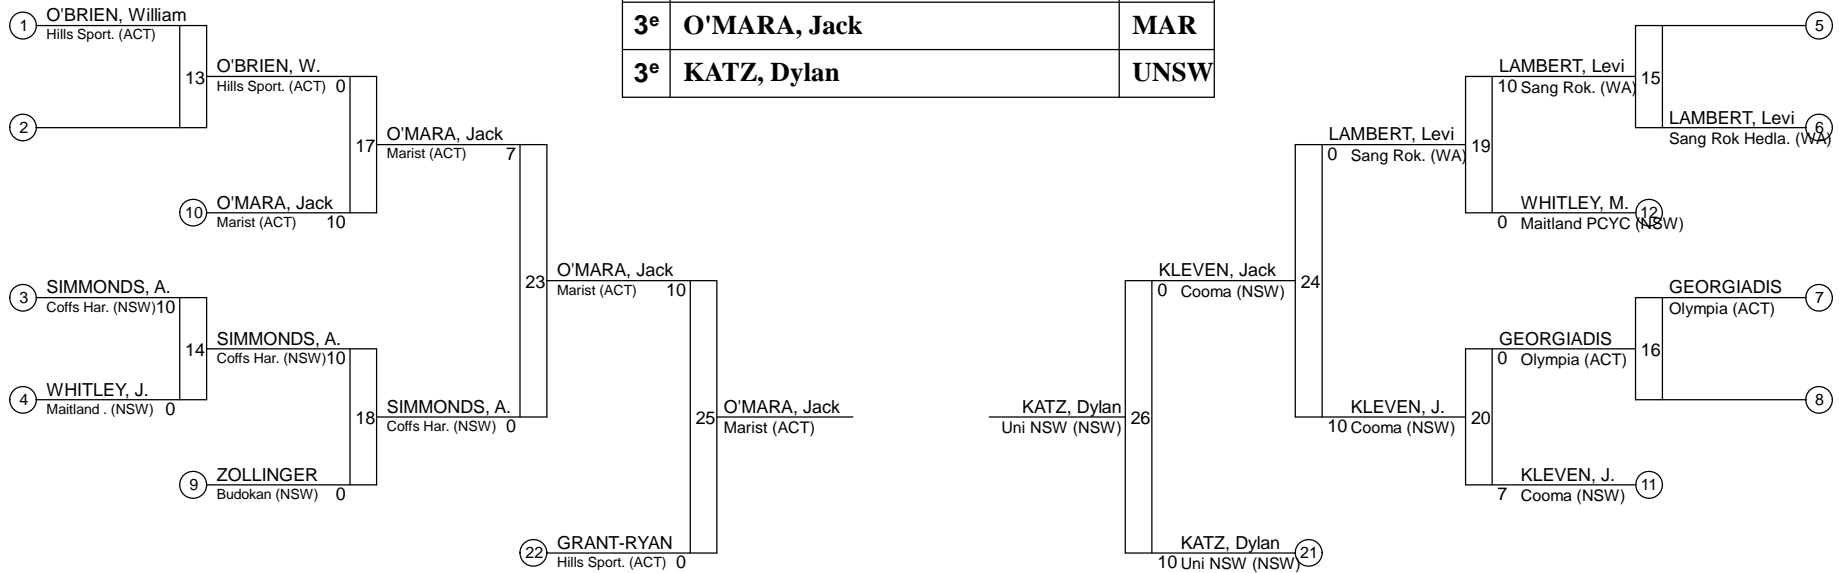 3e O'MARA, Jack MAR
3e KATZ, Dylan UNSW
1 O'BRIEN, William
Hills Sport. (ACT)
2
13 O'BRIEN, W.
Hills Sport. (ACT) 0
10 O'MARA, Jack
Marist (ACT) 10
17 O'MARA, Jack
Marist (ACT) 7
3 SIMMONDS, A.
Coffs Har. (NSW) 10
4 WHITLEY, J.
Maitland . (NSW) 0
14 SIMMONDS, A.
Coffs Har. (NSW) 10
9 ZOLLINGER
Budokan (NSW) 0
18 SIMMONDS, A.
Coffs Har. (NSW) 0
23 O'MARA, Jack
Marist (ACT) 10
22 GRANT-RYAN
Hills Sport. (ACT) 0
25 O'MARA, Jack
Marist (ACT)
KATZ, Dylan 26
Uni NSW (NSW)
KLEVEN, Jack 24
0 Cooma (NSW)
KATZ, Dylan 21
10 Uni NSW (NSW)
LAMBERT, Levi 19
0 Sang Rok. (WA)
KLEVEN, J. 20
10 Cooma (NSW)
LAMBERT, Levi 15
10 Sang Rok. (WA)
WHITLEY, M. 12
0 Maitland PCYC (NSW)
5
LAMBERT, Levi 6
Sang Rok Hedla. (WA)
GEORGIADIS 16
0 Olympia (ACT)
KLEVEN, J. 11
7 Cooma (NSW)
GEORGIADIS 7
Olympia (ACT)
8